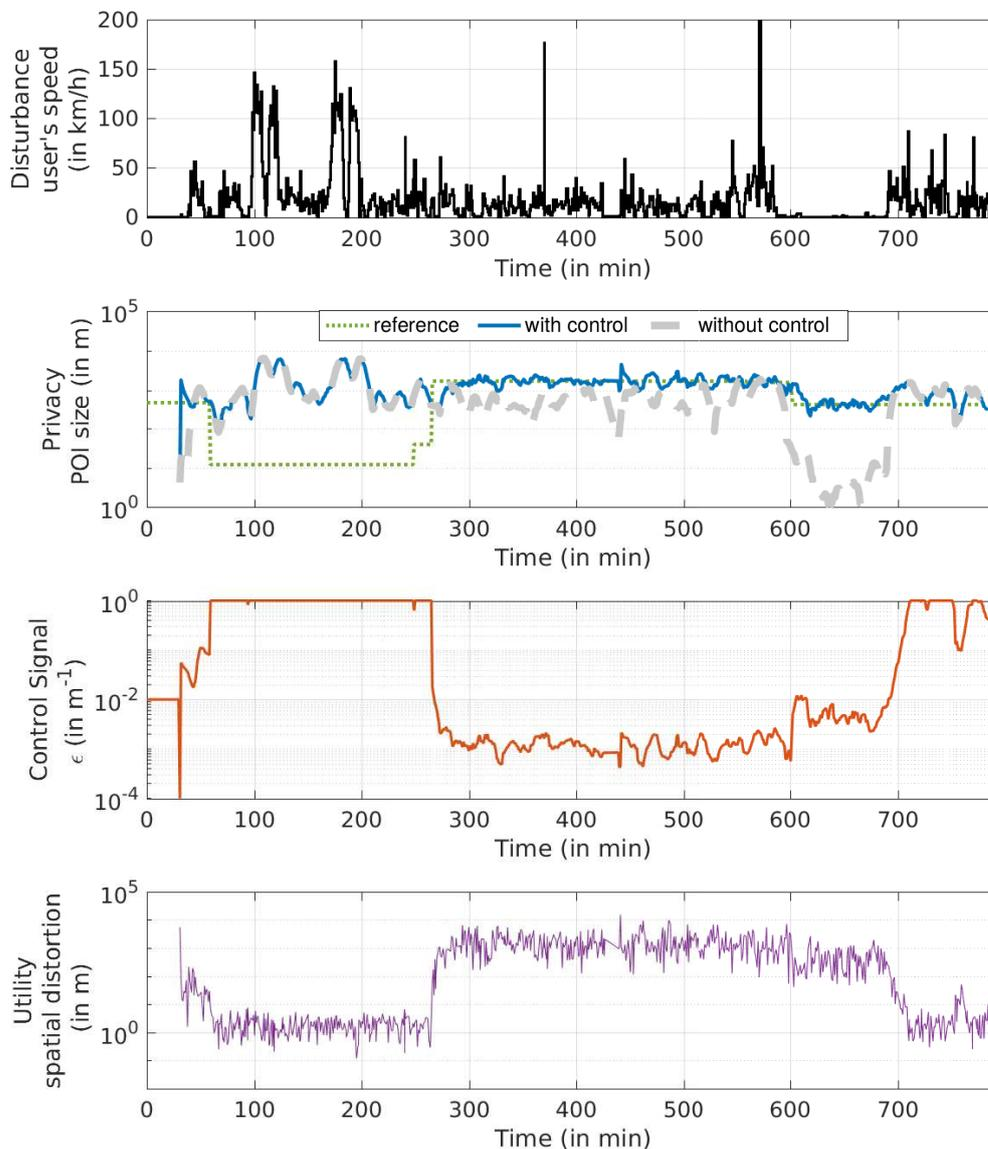 Disturbance
user's speed
(in km/h)
200
150
100
50
0
0 100 200 300 400 500 600 700
Time (in min)
Privacy
POI size (in m)
10^5
10^0
reference with control without control
0 100 200 300 400 500 600 700
Time (in min)
Control Signal
ϵ (in m^-1)
10^0
10^-2
10^-4
0 100 200 300 400 500 600 700
Time (in min)
Utility
spatial distortion
(in m)
10^5
10^0
0 100 200 300 400 500 600 700
Time (in min)